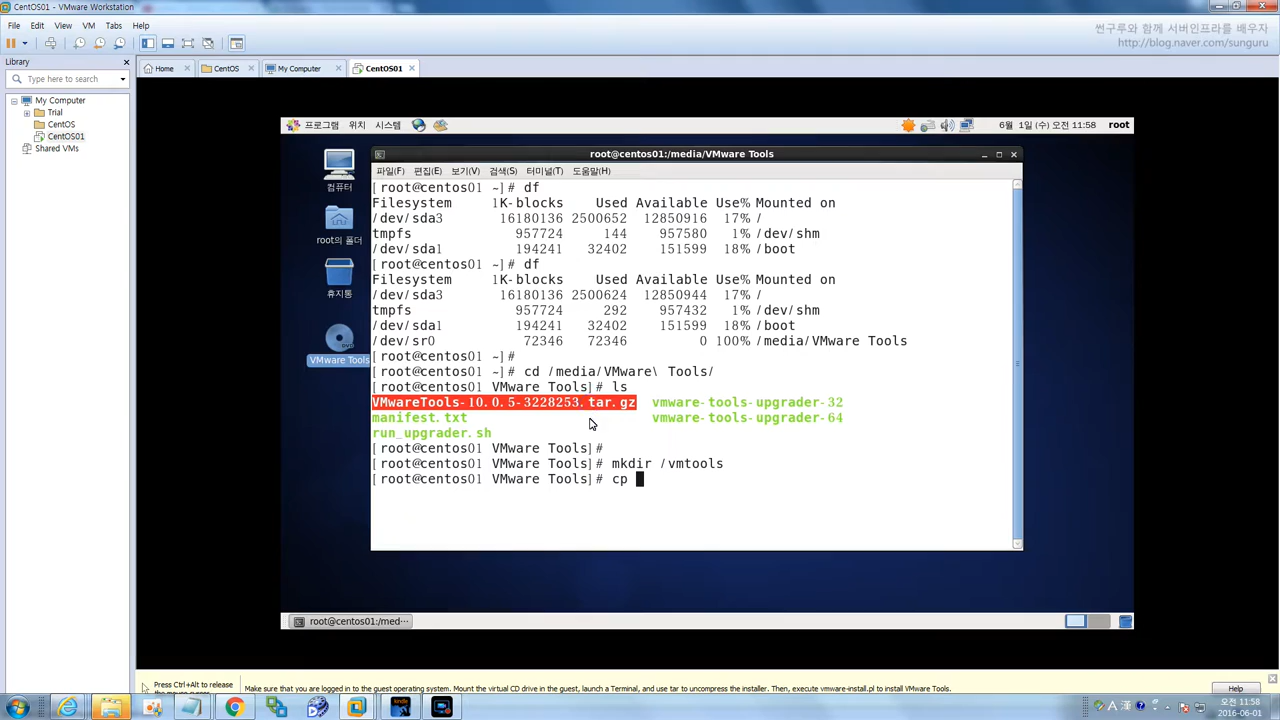 CentOS01 - VMware Workstation
File Edit View VM Tabs Help
썬구루와 함께 서버인프라를 배우자
http://blog.naver.com/sunguru
Library
Type here to search
My Computer
Trial
CentOS
CentOS01
Shared VMs
Home CentOS My Computer CentOS01
프로그램 위치 시스템 6월 1일 (수) 오전 11:58 root
컴퓨터
root의 폴더
휴지통
DVD
VMware Tools
root@centos01:/media/VMware Tools
파일(F) 편집(E) 보기(V) 검색(S) 터미널(T) 도움말(H)
[root@centos01 ~]# df
Filesystem 1K-blocks Used Available Use% Mounted on
/dev/sda3 16180136 2500652 12850916 17% /
tmpfs 957724 144 957580 1% /dev/shm
/dev/sda1 194241 32402 151599 18% /boot
[root@centos01 ~]# df
Filesystem 1K-blocks Used Available Use% Mounted on
/dev/sda3 16180136 2500624 12850944 17% /
tmpfs 957724 292 957432 1% /dev/shm
/dev/sda1 194241 32402 151599 18% /boot
/dev/sr0 72346 72346 0 100% /media/VMware Tools
[root@centos01 ~]#
[root@centos01 ~]# cd /media/VMware\ Tools/
[root@centos01 VMware Tools]# ls
VMwareTools-10.0.5-3228253.tar.gz vmware-tools-upgrader-32
manifest.txt vmware-tools-upgrader-64
run_upgrader.sh
[root@centos01 VMware Tools]#
[root@centos01 VMware Tools]# mkdir /vmtools
[root@centos01 VMware Tools]# cp
root@centos01:/med···
Press Ctrl+Alt to release
Make sure that you are logged in to the guest operating system. Mount the virtual CD drive in the guest, launch a Terminal, and use tar to uncompress the installer. Then, execute vmware-install.pl to install VMware Tools.
Help
kindle
A 漢
오전 11:58
2016-06-01